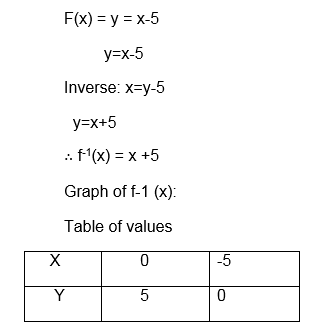 F(x) = y = x-5
y=x-5
Inverse: x=y-5
y=x+5
∴ f⁻¹(x) = x +5
Graph of f-1 (x):
Table of values
X 0 -5
Y 5 0